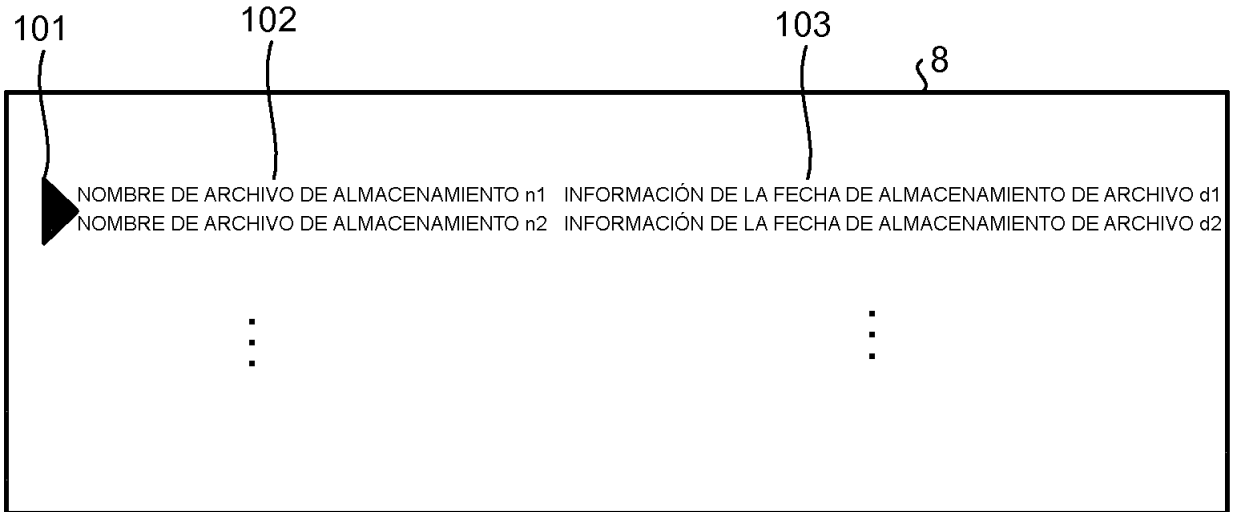 101 102 103 8
NOMBRE DE ARCHIVO DE ALMACENAMIENTO n1 INFORMACIÓN DE LA FECHA DE ALMACENAMIENTO DE ARCHIVO d1
NOMBRE DE ARCHIVO DE ALMACENAMIENTO n2 INFORMACIÓN DE LA FECHA DE ALMACENAMIENTO DE ARCHIVO d2